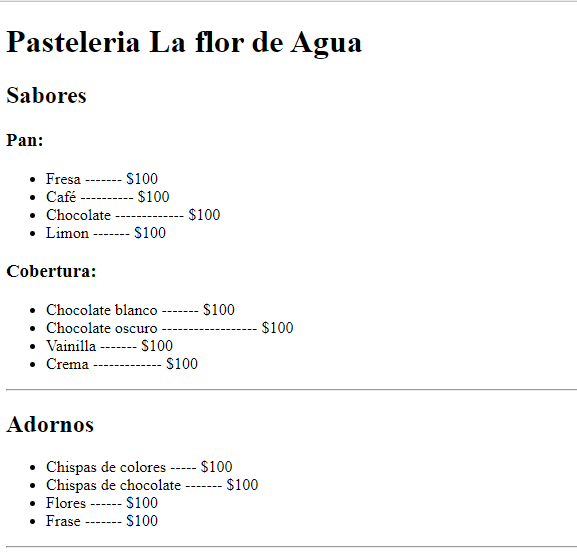 Pasteleria La flor de Agua
Sabores
Pan:
Fresa ------- $100
Café ---------- $100
Chocolate ------------- $100
Limon ------- $100
Cobertura:
Chocolate blanco ------- $100
Chocolate oscuro ------------------ $100
Vainilla ------- $100
Crema ------------- $100
Adornos
Chispas de colores ----- $100
Chispas de chocolate ------- $100
Flores ------ $100
Frase ------- $100